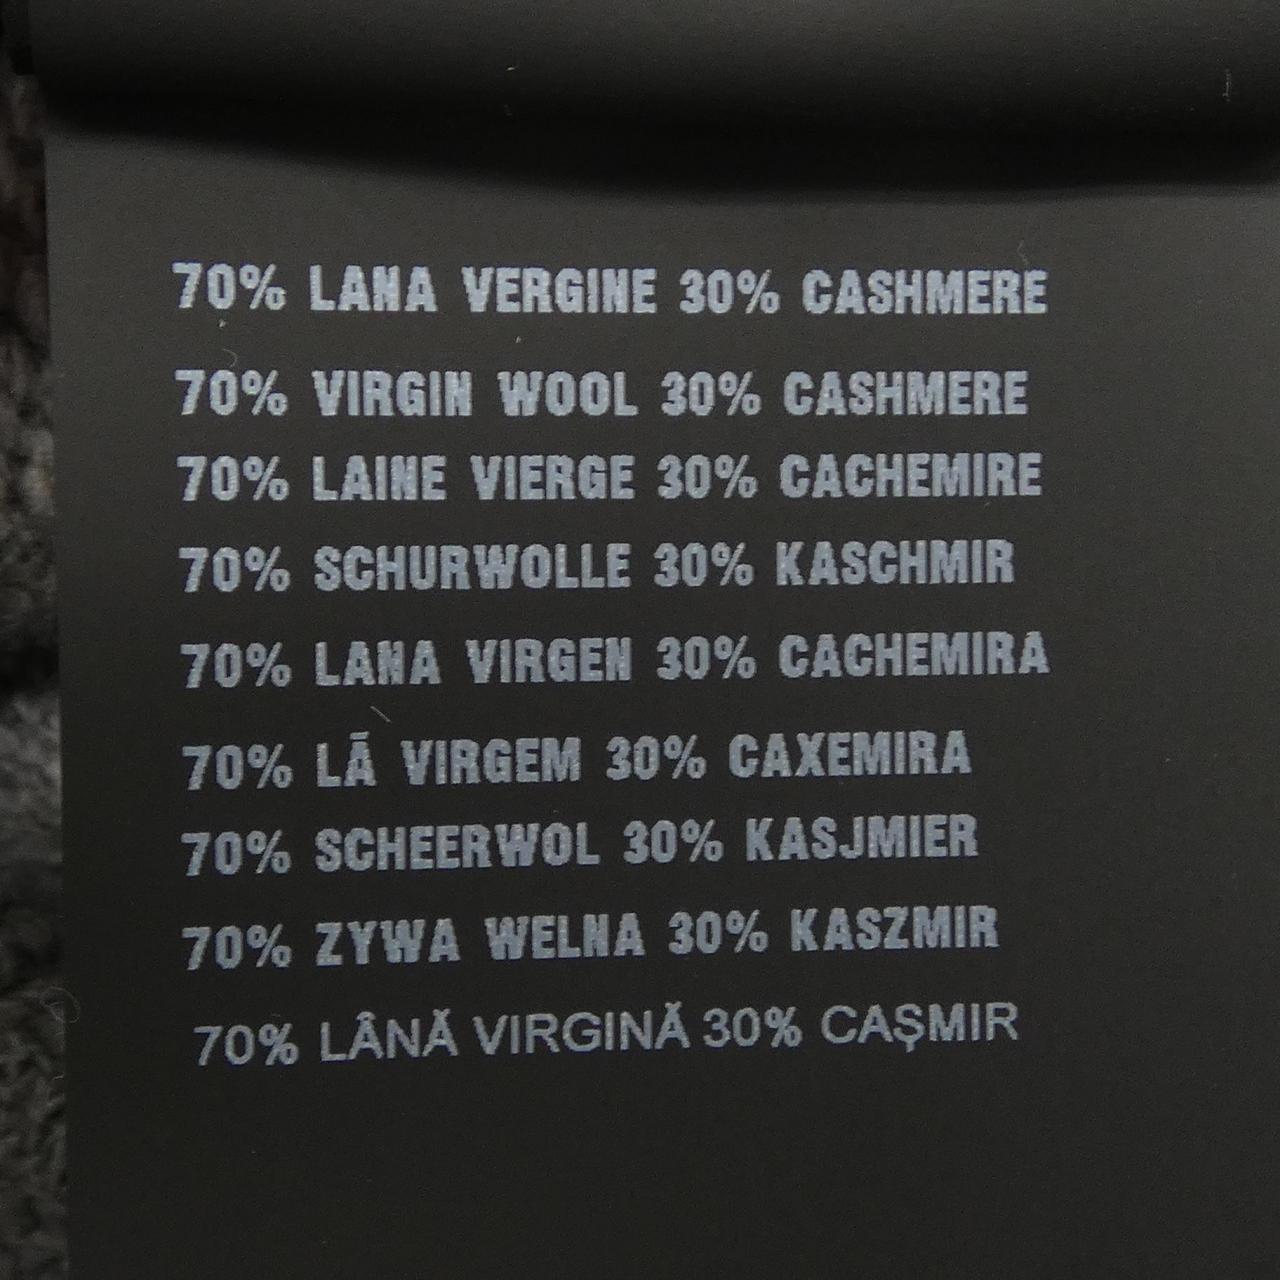 70% LANA VERGINE 30% CASHMERE
70% VIRGIN WOOL 30% CASHMERE
70% LAINE VIERGE 30% CACHEMIRE
70% SCHURWOLLE 30% KASCHMIR
70% LANA VIRGEN 30% CACHEMIRA
70% LÃ VIRGEM 30% CAXEMIRA
70% SCHEERWOL 30% KASJMIER
70% ZYWA WELNA 30% KASZMIR
70% LÂNĂ VIRGINĂ 30% CAȘMIR